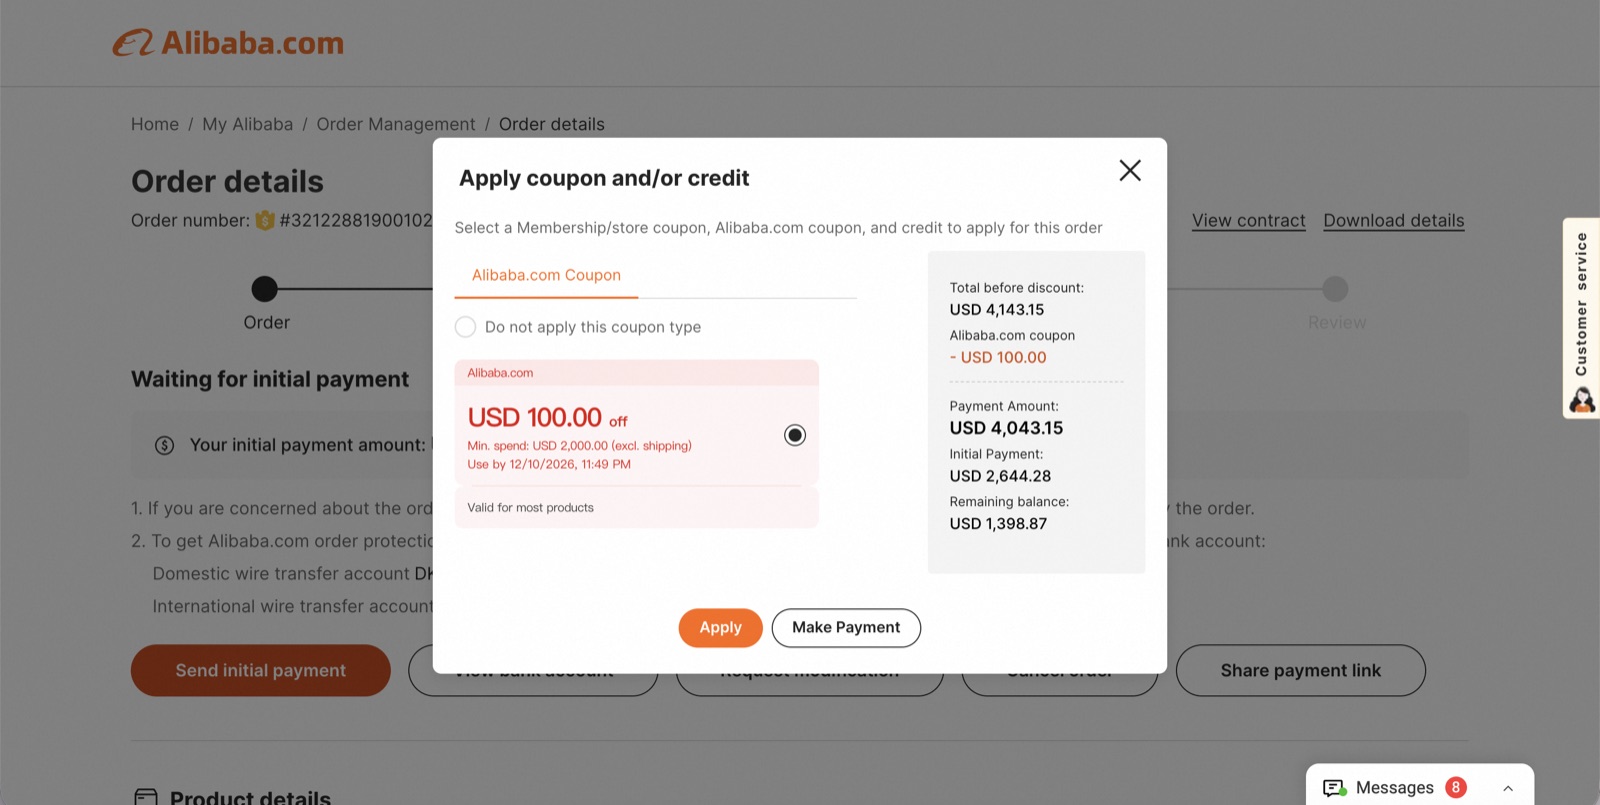 Alibaba.com
Home / My Alibaba / Order Management / Order details
Order details
Order number: #32122881900102
View contract
Download details
Order
Review
Waiting for initial payment
Your initial payment amount:
1. If you are concerned about the ord
the order.
2. To get Alibaba.com order protectio
nk account:
Domestic wire transfer account
International wire transfer account
Send initial payment
View bank account
Request modification
Cancel order
Share payment link
Product details
Apply coupon and/or credit
Select a Membership/store coupon, Alibaba.com coupon, and credit to apply for this order
Alibaba.com Coupon
Do not apply this coupon type
Alibaba.com
USD 100.00 off
Min. spend: USD 2,000.00 (excl. shipping)
Use by 12/10/2026, 11:49 PM
Valid for most products
Total before discount:
USD 4,143.15
Alibaba.com coupon
- USD 100.00
Payment Amount:
USD 4,043.15
Initial Payment:
USD 2,644.28
Remaining balance:
USD 1,398.87
Apply
Make Payment
Customer service
Messages 8